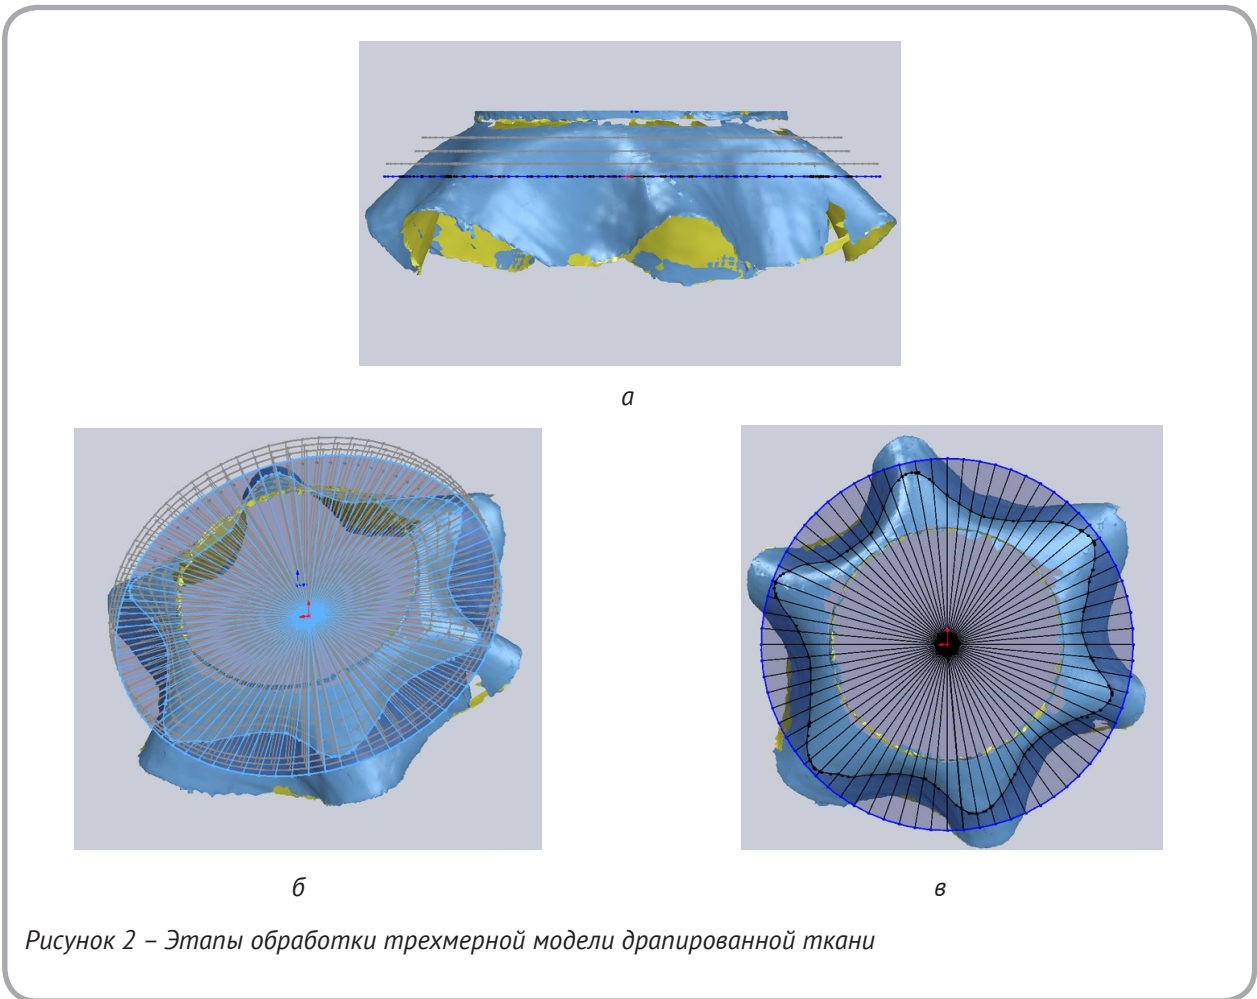 а
б
в
Рисунок 2 – Этапы обработки трехмерной модели драпированной ткани